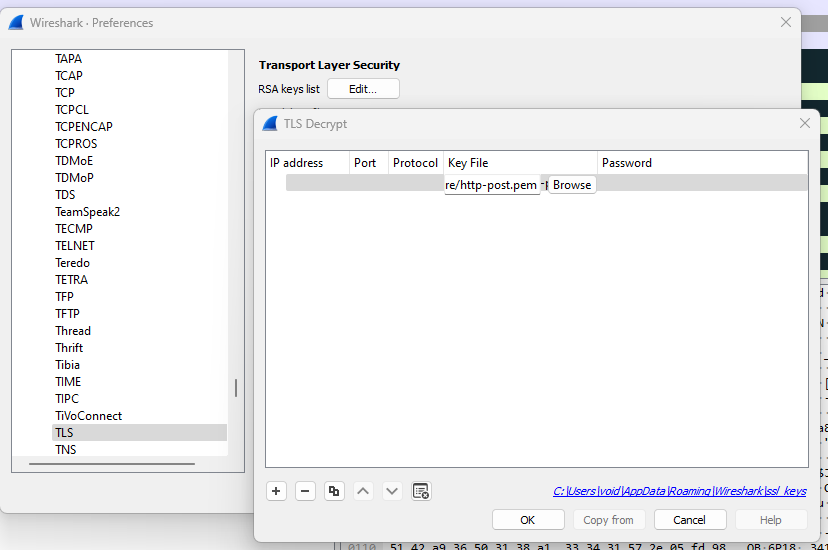 Wireshark · Preferences
TAPA
TCAP
TCP
TCPCL
TCPENCAP
TCPROS
TDMoE
TDMoP
TDS
TeamSpeak2
TECMP
TELNET
Teredo
TETRA
TFP
TFTP
Thread
Thrift
Tibia
TIME
TIPC
TiVoConnect
TLS
TNS
Transport Layer Security
RSA keys list Edit...
TLS Decrypt
IP address Port Protocol Key File Password
re/http-post.pem Browse
C:\Users\void\AppData\Roaming\Wireshark\ssl_keys
OK Copy from Cancel Help
0110 51 42 a9 36 50 31 38 a1 33 34 31 57 2e 05 fd 98